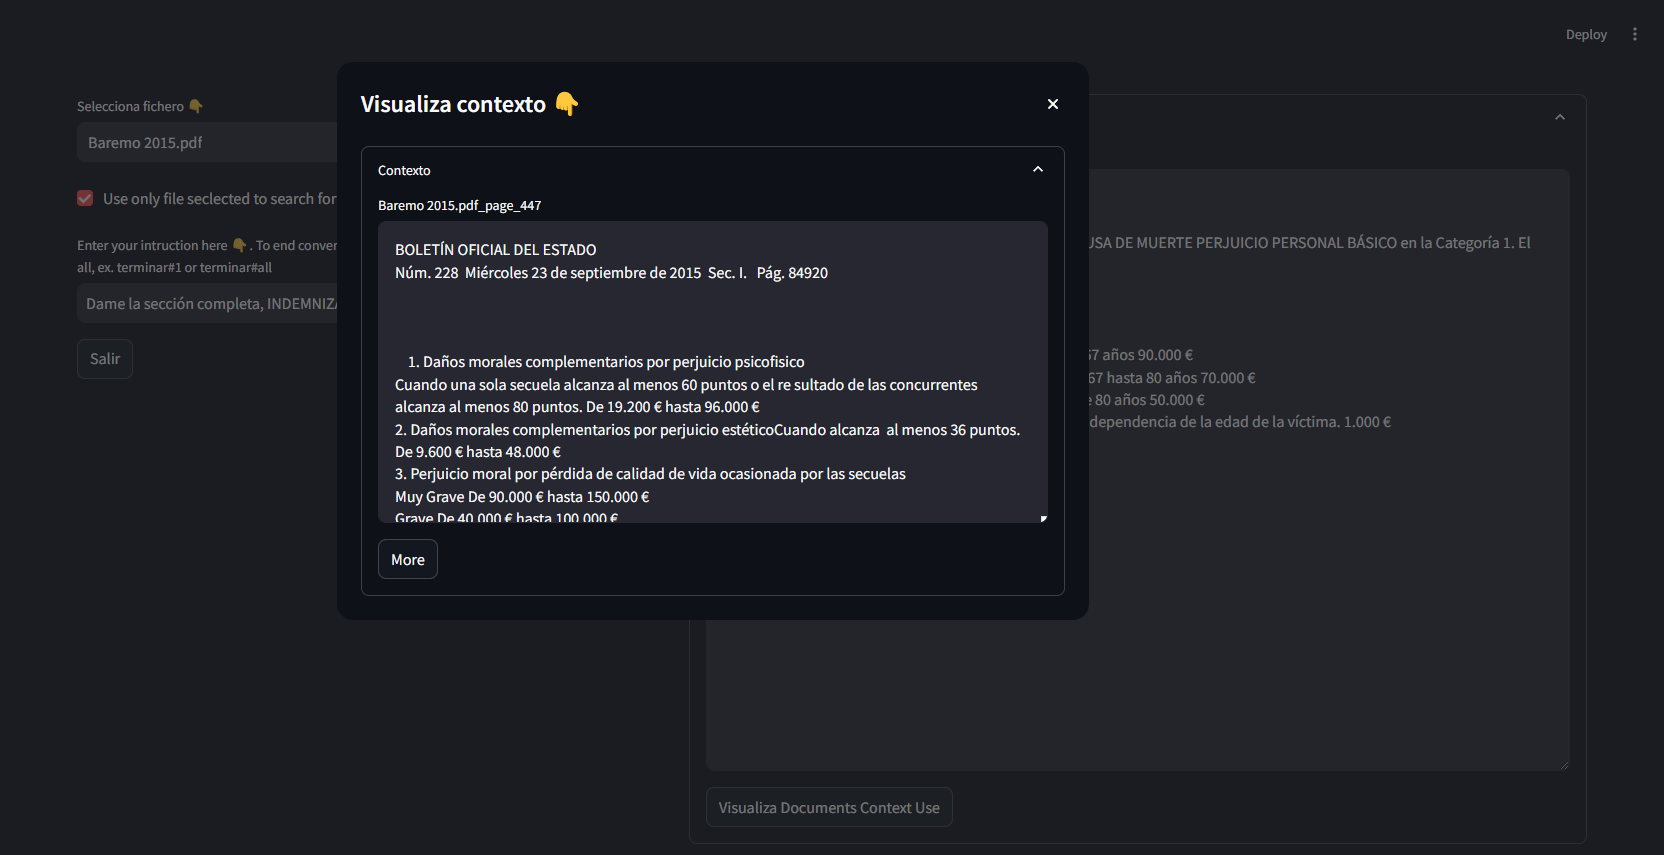 Deploy
Selecciona fichero 👇
Baremo 2015.pdf
Use only file seclected to search for
Enter your intruction here 👇. To end conver
all, ex. terminar#1 or terminar#all
Dame la sección completa, INDEMNIZA
Salir
Visualiza contexto 👇
Contexto
Baremo 2015.pdf_page_447
BOLETÍN OFICIAL DEL ESTADO
Núm. 228 Miércoles 23 de septiembre de 2015 Sec. I. Pág. 84920
1. Daños morales complementarios por perjuicio psicofisico
Cuando una sola secuela alcanza al menos 60 puntos o el re sultado de las concurrentes
alcanza al menos 80 puntos. De 19.200 € hasta 96.000 €
2. Daños morales complementarios por perjuicio estéticoCuando alcanza al menos 36 puntos.
De 9.600 € hasta 48.000 €
3. Perjuicio moral por pérdida de calidad de vida ocasionada por las secuelas
Muy Grave De 90.000 € hasta 150.000 €
Grave De 40.000 € hasta 100.000 €
More
USA DE MUERTE PERJUICIO PERSONAL BÁSICO en la Categoría 1. El
67 años 90.000 €
67 hasta 80 años 70.000 €
e 80 años 50.000 €
dependencia de la edad de la víctima. 1.000 €
Visualiza Documents Context Use